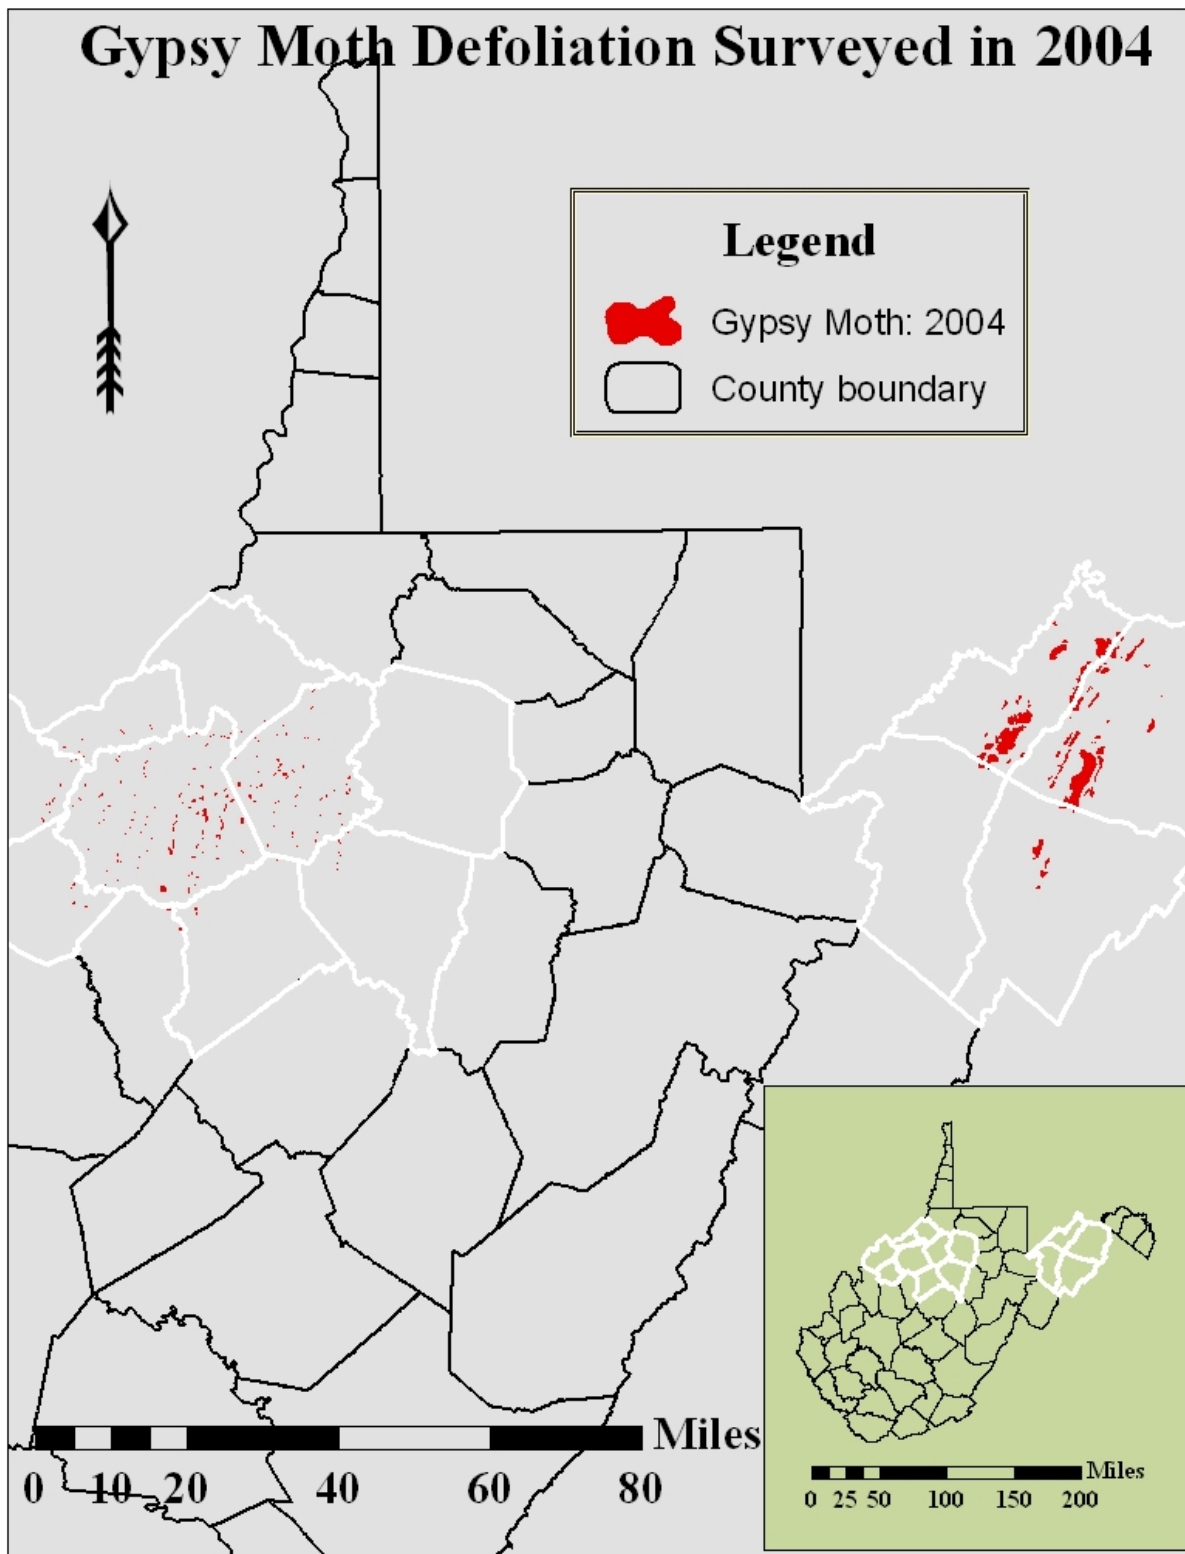 Gypsy Moth Defoliation Surveyed in 2004
Legend
Gypsy Moth: 2004
County boundary
Miles
0 10 20 40 60 80
Miles
0 25 50 100 150 200